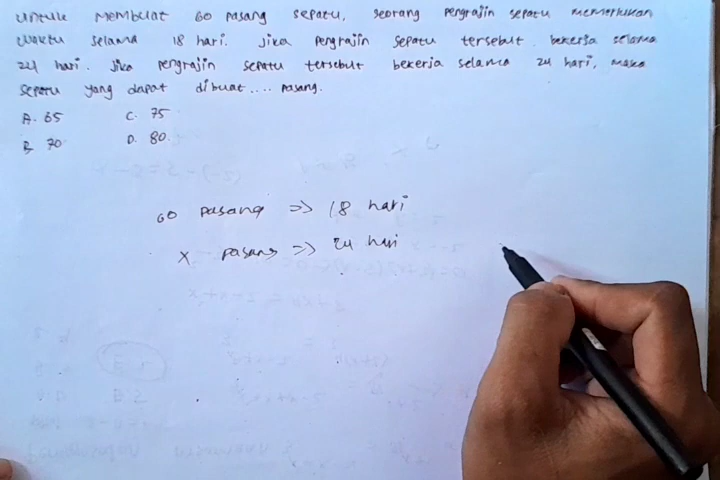 untuk membuat 60 pasang sepatu, seorang pengrajin sepatu memerlukan
waktu selama 18 hari. jika pengrajin sepatu tersebut bekerja selama
24 hari. jika pengrajin sepatu tersebut bekerja selama 24 hari, maka
sepatu yang dapat dibuat.... pasang.
A. 65 C. 75
B. 70 D. 80.
60 pasang => 18 hari
x pasang => 24 hari